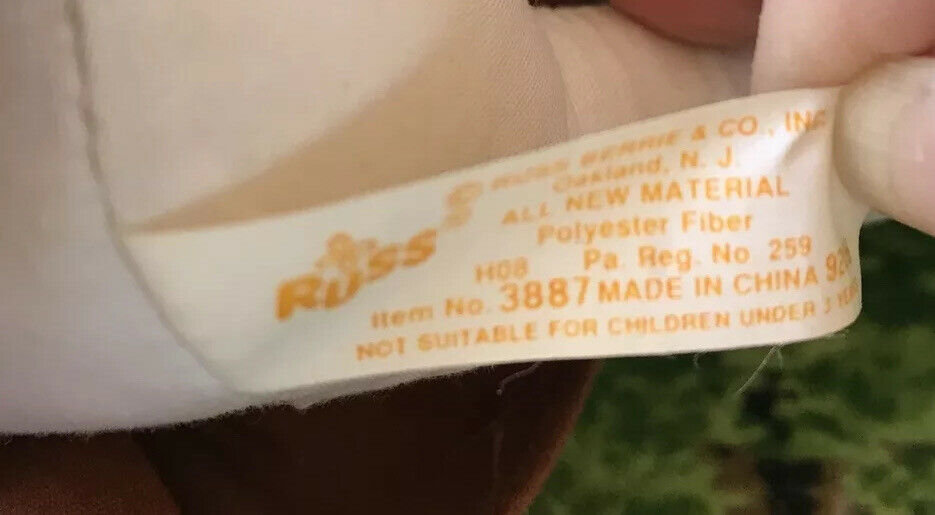 RUSS
© RUSS BERRIE & CO., INC
Oakland, N. J.
ALL NEW MATERIAL
Polyester Fiber
H08 Pa. Reg. No 259
Item No. 3887 MADE IN CHINA
NOT SUITABLE FOR CHILDREN UNDER 3